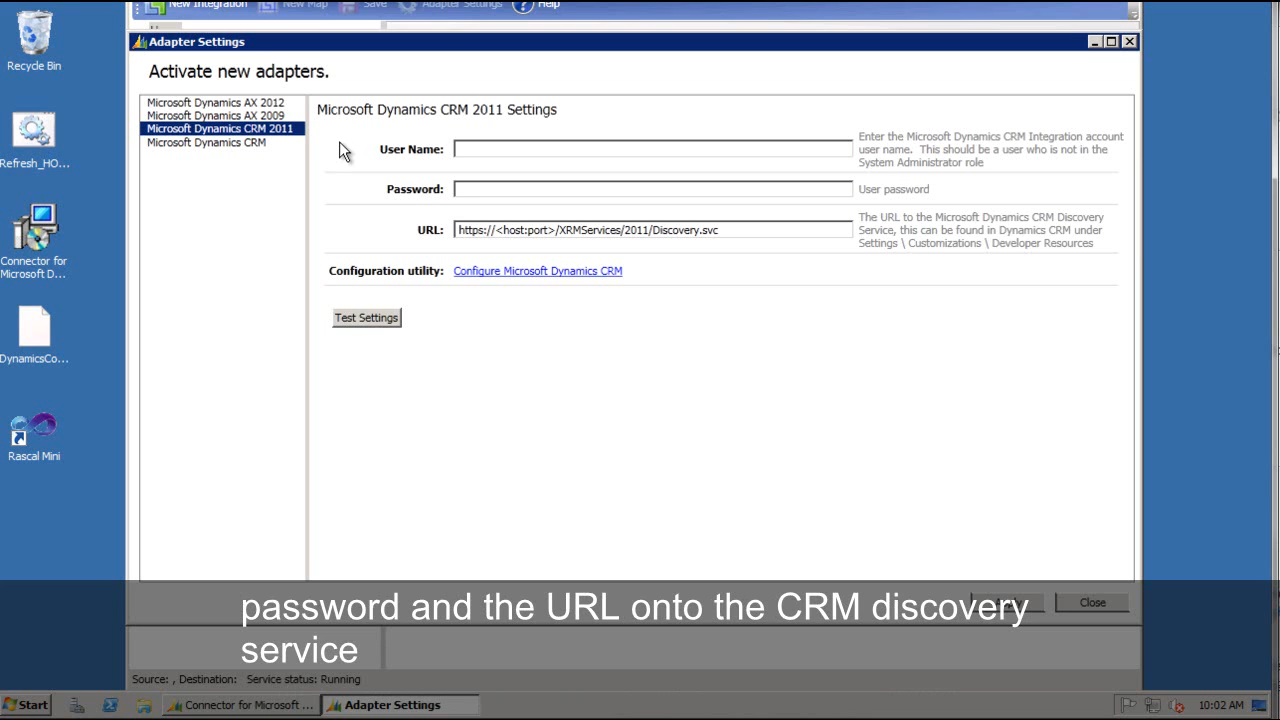 New Integration
New Map
Save
Adapter Settings
Help
Recycle Bin
Adapter Settings
Activate new adapters.
Microsoft Dynamics AX 2012
Microsoft Dynamics AX 2009
Microsoft Dynamics CRM 2011
Microsoft Dynamics CRM
Microsoft Dynamics CRM 2011 Settings
User Name:
Enter the Microsoft Dynamics CRM Integration account
user name. This should be a user who is not in the
System Administrator role
Password:
User password
URL:
https://<host:port>/XRMServices/2011/Discovery.svc
The URL to the Microsoft Dynamics CRM Discovery
Service, this can be found in Dynamics CRM under
Settings \ Customizations \ Developer Resources
Configuration utility:
Configure Microsoft Dynamics CRM
Test Settings
Refresh_HO...
Connector for
Microsoft D...
DynamicsCo...
Rascal Mini
Close
password and the URL onto the CRM discovery
service
Source: , Destination:
Service status: Running
Start
Connector for Microsoft ...
Adapter Settings
10:02 AM